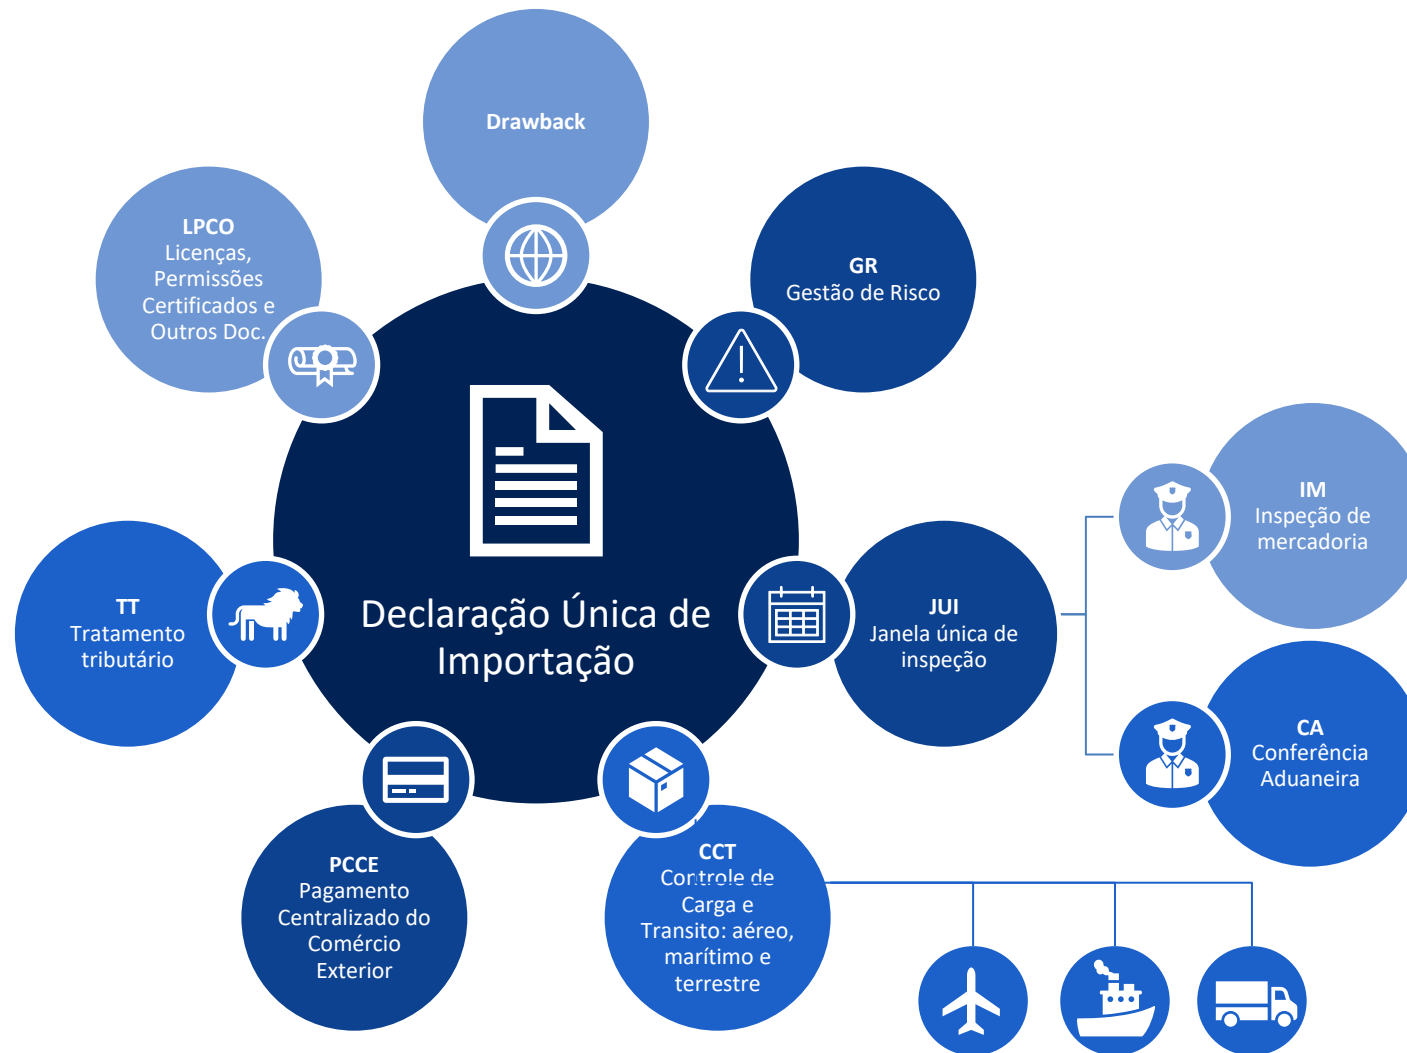 Drawback
LPCO
Licenças,
Permissões
Certificados e
Outros Doc.
GR
Gestão de Risco
Declaração Única de
Importação
TT
Tratamento
tributário
JUI
Janela única de
inspeção
IM
Inspeção de
mercadoria
CA
Conferência
Aduaneira
PCCE
Pagamento
Centralizado do
Comércio
Exterior
CCT
Controle de
Carga e
Transito: aéreo,
marítimo e
terrestre